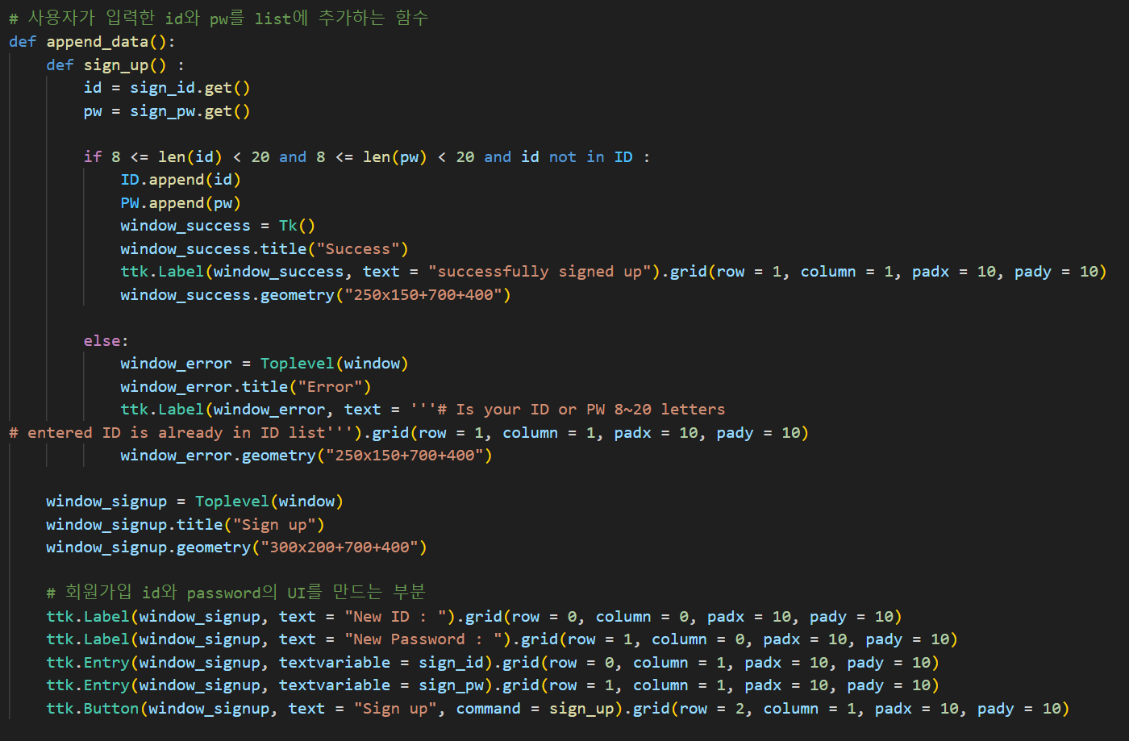 # 사용자가 입력한 id와 pw를 list에 추가하는 함수
def append_data():
    def sign_up() :
        id = sign_id.get()
        pw = sign_pw.get()

        if 8 <= len(id) < 20 and 8 <= len(pw) < 20 and id not in ID :
            ID.append(id)
            PW.append(pw)
            window_success = Tk()
            window_success.title("Success")
            ttk.Label(window_success, text = "successfully signed up").grid(row = 1, column = 1, padx = 10, pady = 10)
            window_success.geometry("250x150+700+400")

        else:
            window_error = Toplevel(window)
            window_error.title("Error")
            ttk.Label(window_error, text = '''# Is your ID or PW 8~20 letters
# entered ID is already in ID list''').grid(row = 1, column = 1, padx = 10, pady = 10)
            window_error.geometry("250x150+700+400")

    window_signup = Toplevel(window)
    window_signup.title("Sign up")
    window_signup.geometry("300x200+700+400")

    # 회원가입 id와 password의 UI를 만드는 부분
    ttk.Label(window_signup, text = "New ID : ").grid(row = 0, column = 0, padx = 10, pady = 10)
    ttk.Label(window_signup, text = "New Password : ").grid(row = 1, column = 0, padx = 10, pady = 10)
    ttk.Entry(window_signup, textvariable = sign_id).grid(row = 0, column = 1, padx = 10, pady = 10)
    ttk.Entry(window_signup, textvariable = sign_pw).grid(row = 1, column = 1, padx = 10, pady = 10)
    ttk.Button(window_signup, text = "Sign up", command = sign_up).grid(row = 2, column = 1, padx = 10, pady = 10)